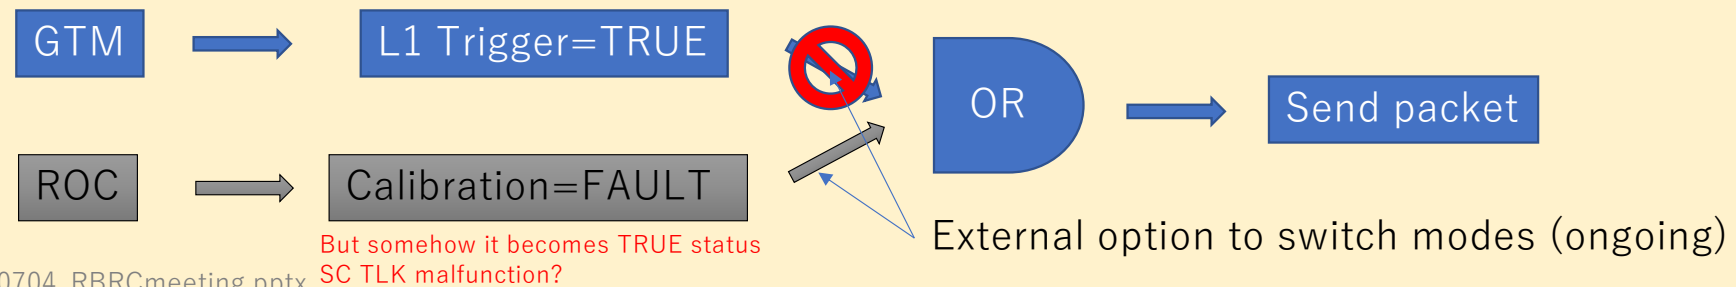 GTM
L1 Trigger=TRUE
OR
Send packet
ROC
Calibration=FAULT
But somehow it becomes TRUE status
SC TLK malfunction?
External option to switch modes (ongoing)
0704_RBRCmeeting.pptx